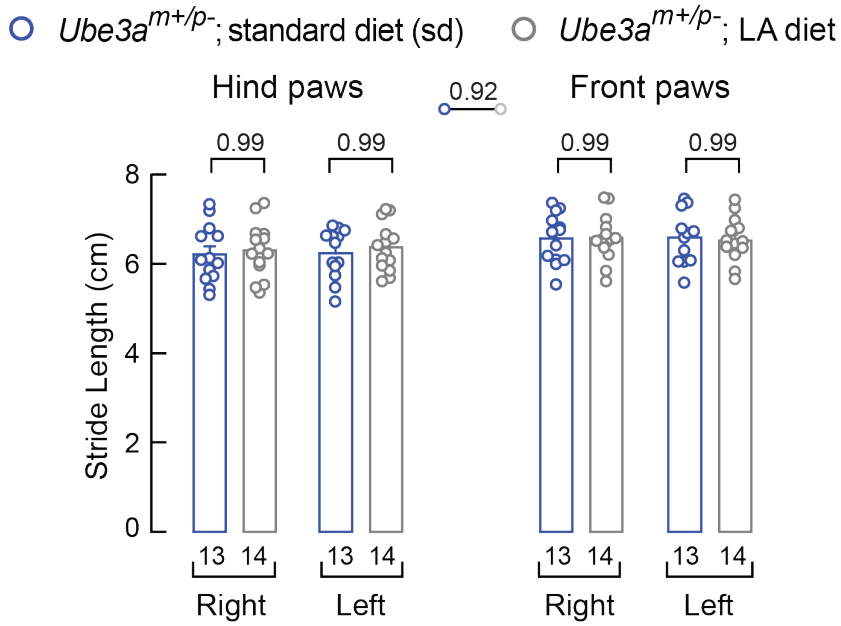 Ube3a^m+/p-; standard diet (sd) Ube3a^m+/p-; LA diet
Hind paws 0.92 Front paws
0.99 0.99 0.99 0.99
8
6
4
2
0
Stride Length (cm)
13 14 13 14 13 14 13 14
Right Left Right Left